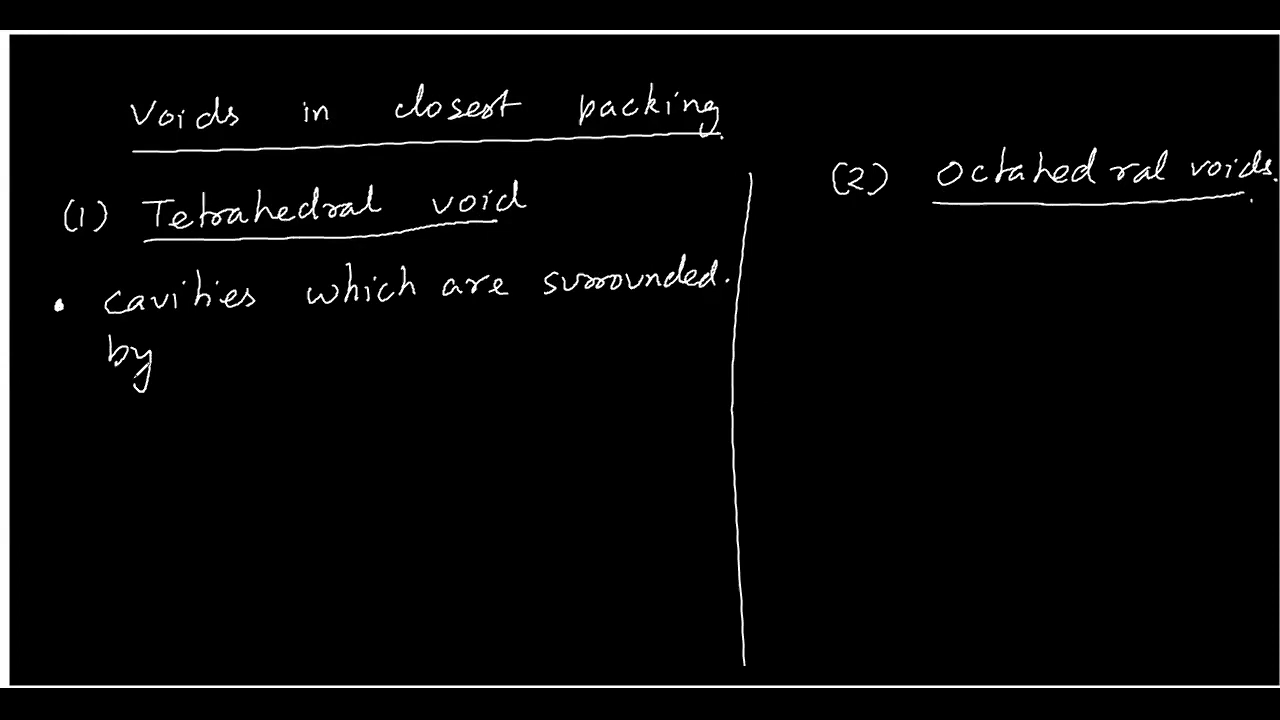 Voids in closest packing.
(1) Tetrahedral void
• cavities which are surrounded.
by
(2) Octahedral voids.